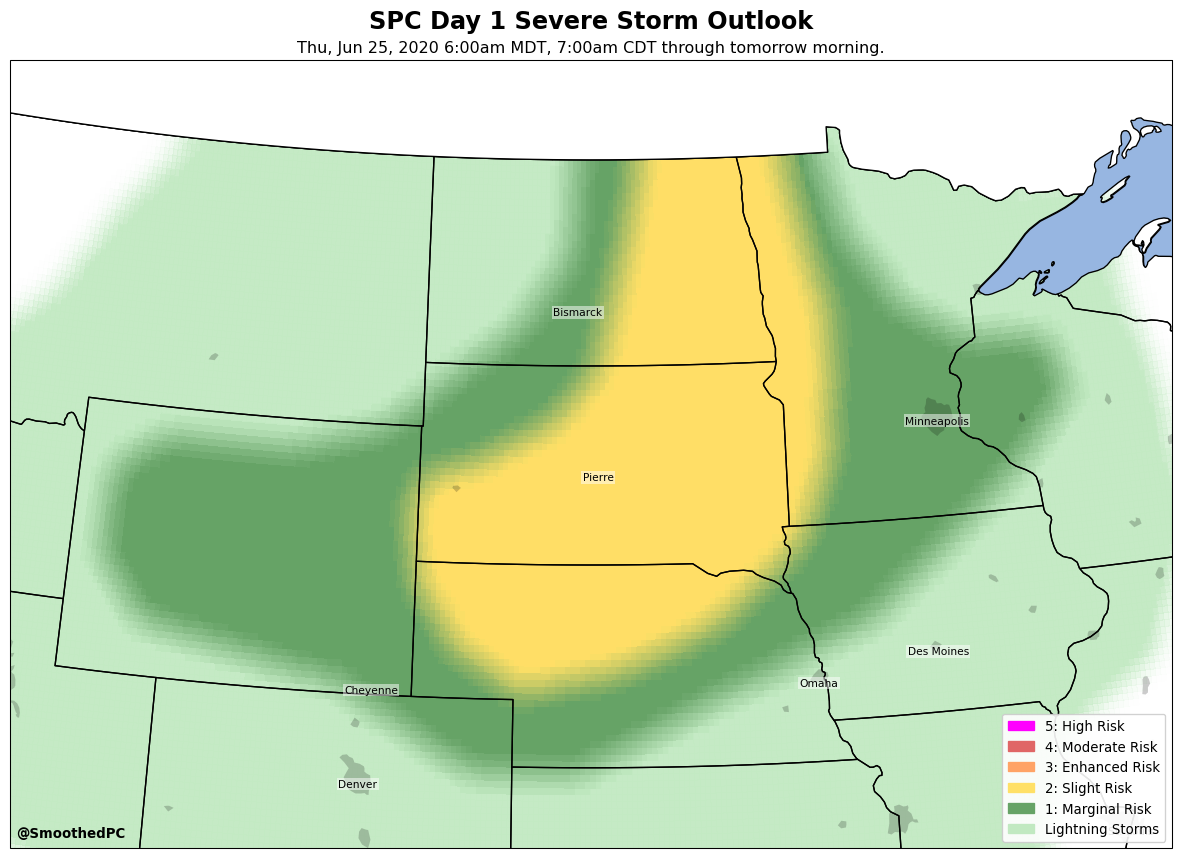 SPC Day 1 Severe Storm Outlook
Thu, Jun 25, 2020 6:00am MDT, 7:00am CDT through tomorrow morning.
Bismarck
Minneapolis
Pierre
Des Moines
Omaha
Cheyenne
Denver
5: High Risk
4: Moderate Risk
3: Enhanced Risk
2: Slight Risk
1: Marginal Risk
Lightning Storms
@SmoothedPC